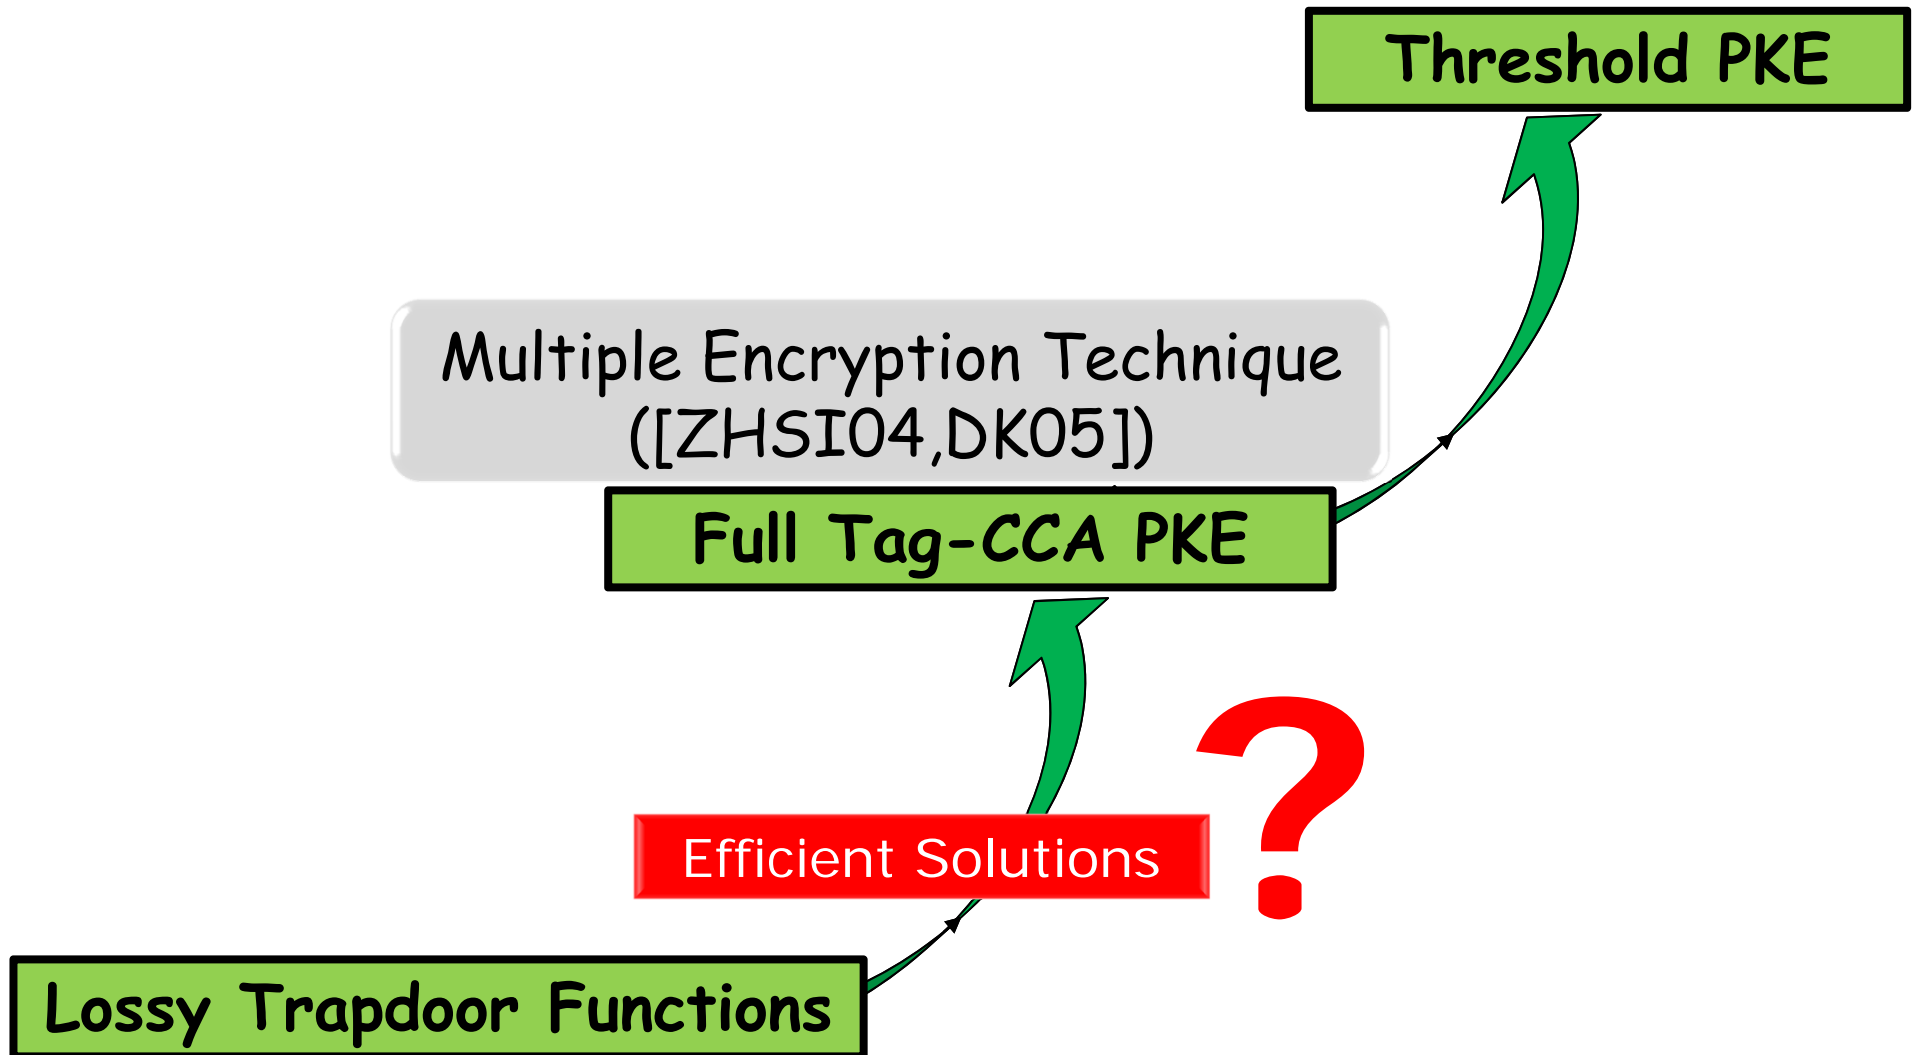 Threshold PKE
Multiple Encryption Technique
([ZHSI04,DK05])
Full Tag-CCA PKE
?
Efficient Solutions
Lossy Trapdoor Functions